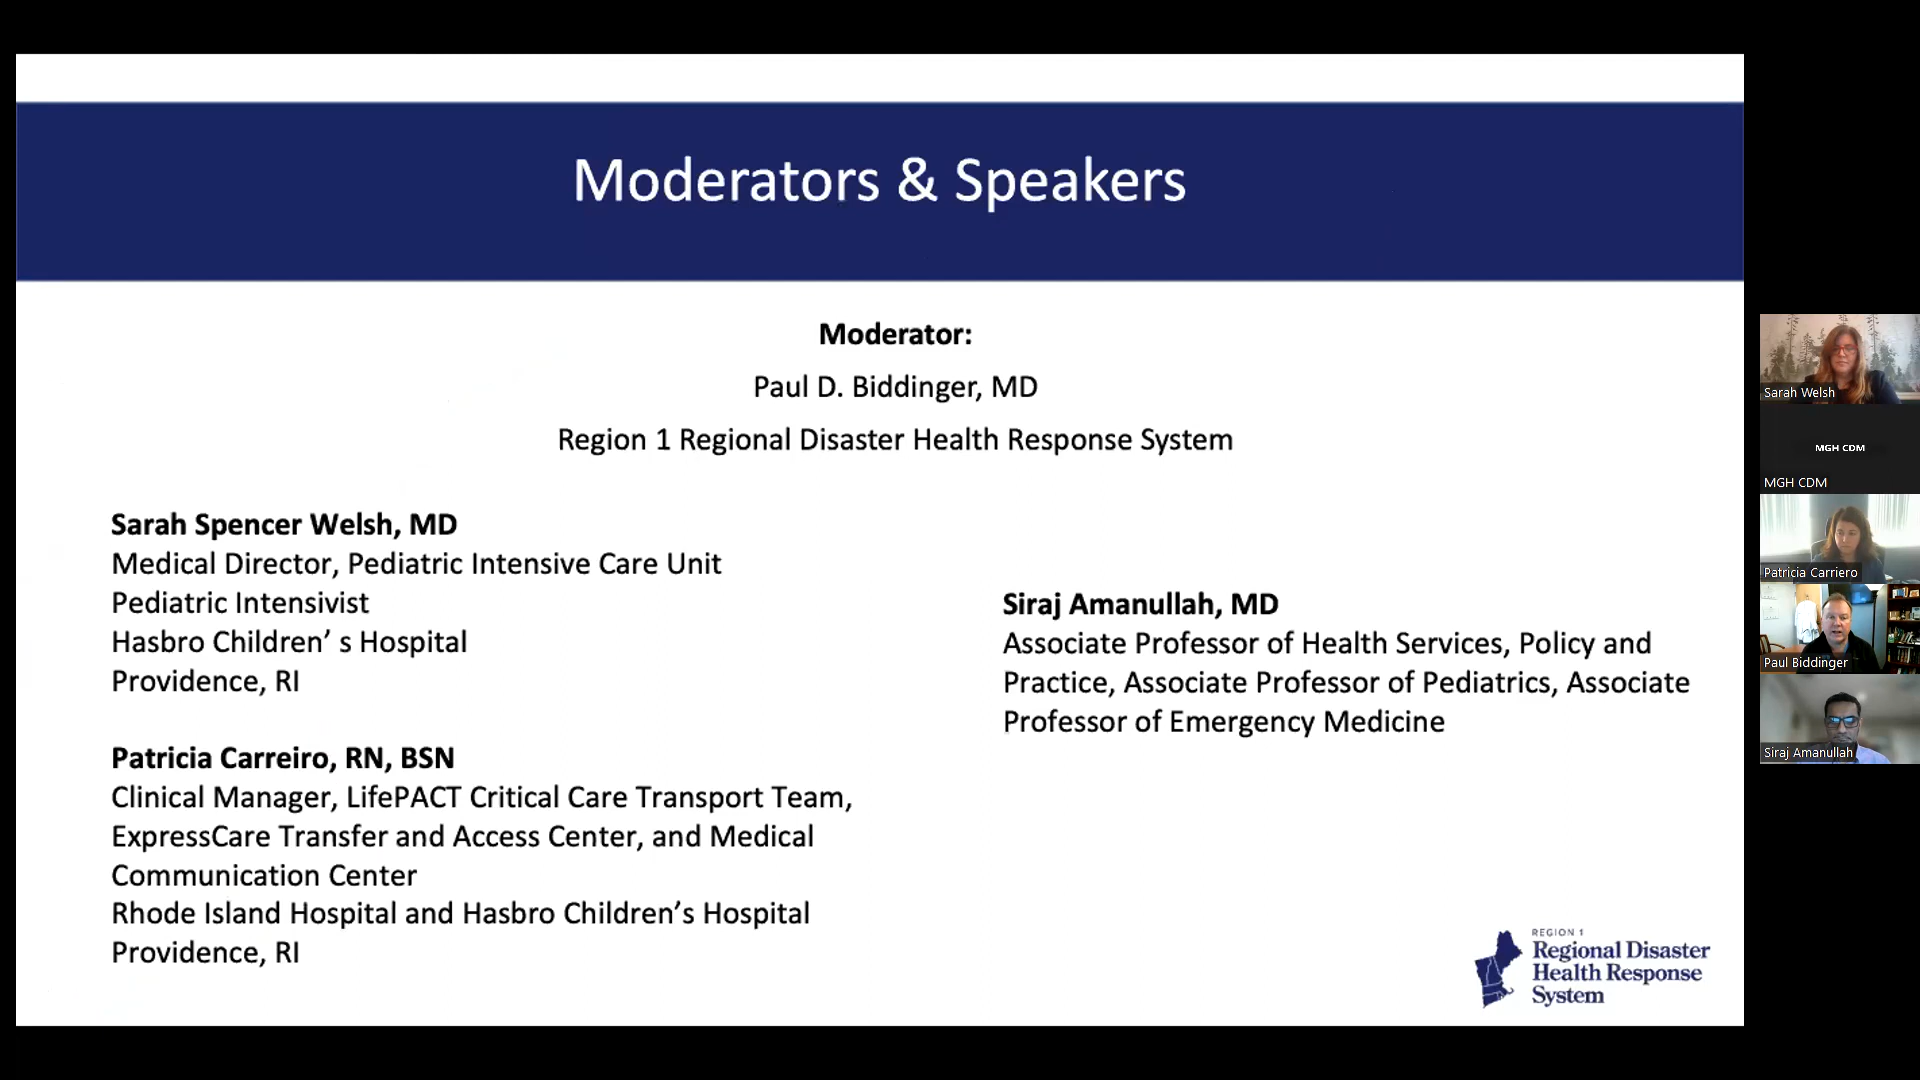 Moderators & Speakers
Moderator:
Paul D. Biddinger, MD
Region 1 Regional Disaster Health Response System
Sarah Spencer Welsh, MD
Medical Director, Pediatric Intensive Care Unit
Pediatric Intensivist
Hasbro Children’ s Hospital
Providence, RI
Patricia Carreiro, RN, BSN
Clinical Manager, LifePACT Critical Care Transport Team,
ExpressCare Transfer and Access Center, and Medical
Communication Center
Rhode Island Hospital and Hasbro Children’s Hospital
Providence, RI
Siraj Amanullah, MD
Associate Professor of Health Services, Policy and
Practice, Associate Professor of Pediatrics, Associate
Professor of Emergency Medicine
REGION 1
Regional Disaster
Health Response
System
Sarah Welsh
MGH CDM
MGH CDM
Patricia Carriero
Paul Biddinger
Siraj Amanullah